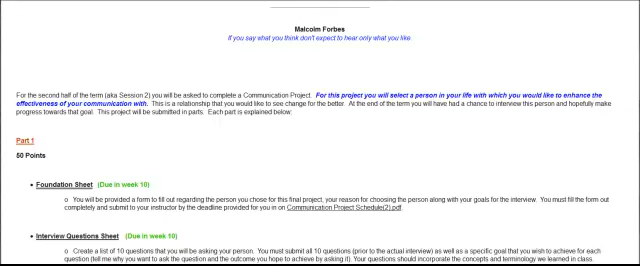 Malcolm Forbes
If you say what you think don't expect to hear only what you like.
For the second half of the term (aka Session 2) you will be asked to complete a Communication Project. For this project you will select a person in your life with which you would like to enhance the
effectiveness of your communication with. This is a relationship that you would like to see change for the better. At the end of the term you will have had a chance to interview this person and hopefully make
progress towards that goal. This project will be submitted in parts. Each part is explained below:
Part 1
50 Points
• Foundation Sheet (Due in week 10)
o You will be provided a form to fill out regarding the person you chose for this final project, your reason for choosing the person along with your goals for the interview. You must fill the form out
completely and submit to your instructor by the deadline provided for you in on Communication Project Schedule(2).pdf.
• Interview Questions Sheet (Due in week 10)
o Create a list of 10 questions that you will be asking your person. You must submit all 10 questions (prior to the actual interview) as well as a specific goal that you wish to achieve for each
question (tell me why you want to ask the question and the outcome you hope to achieve by asking it). Your questions should incorporate the concepts and terminology we learned in class.